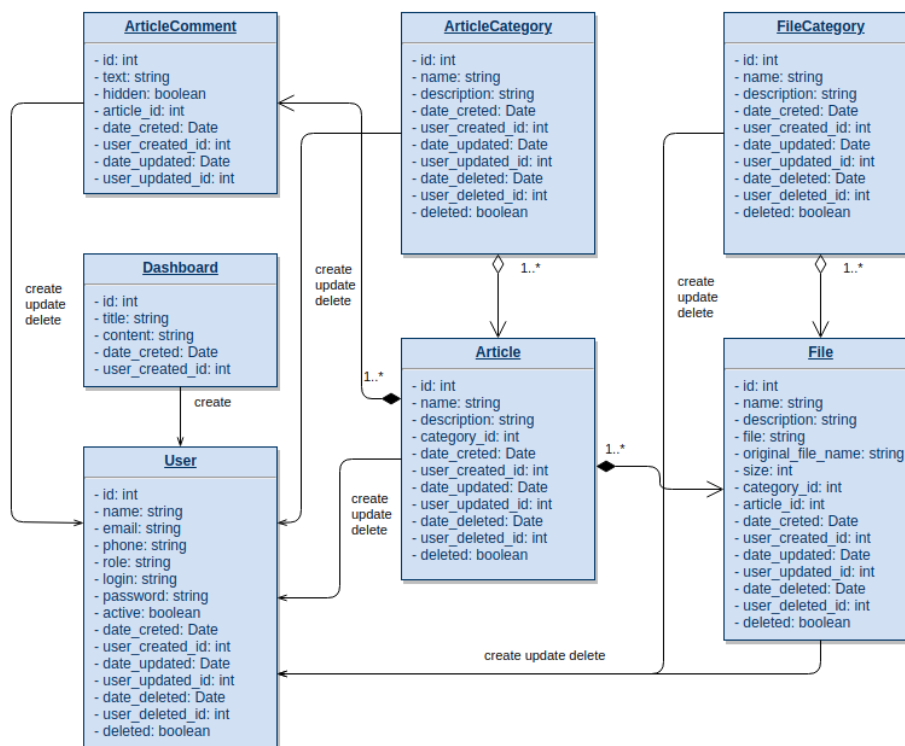 ArticleComment
- id: int
- text: string
- hidden: boolean
- article_id: int
- date_creted: Date
- user_created_id: int
- date_updated: Date
- user_updated_id: int
ArticleCategory
- id: int
- name: string
- description: string
- date_creted: Date
- user_created_id: int
- date_updated: Date
- user_updated_id: int
- date_deleted: Date
- user_deleted_id: int
- deleted: boolean
FileCategory
- id: int
- name: string
- description: string
- date_creted: Date
- user_created_id: int
- date_updated: Date
- user_updated_id: int
- date_deleted: Date
- user_deleted_id: int
- deleted: boolean
create
update
delete
Dashboard
- id: int
- title: string
- content: string
- date_creted: Date
- user_created_id: int
create
update
delete
1..*
create
update
delete
1..*
create
1..*
Article
- id: int
- name: string
- description: string
- category_id: int
- date_creted: Date
- user_created_id: int
- date_updated: Date
- user_updated_id: int
- date_deleted: Date
- user_deleted_id: int
- deleted: boolean
1..*
File
- id: int
- name: string
- description: string
- file: string
- original_file_name: string
- size: int
- category_id: int
- article_id: int
- date_creted: Date
- user_created_id: int
- date_updated: Date
- user_updated_id: int
- date_deleted: Date
- user_deleted_id: int
- deleted: boolean
User
- id: int
- name: string
- email: string
- phone: string
- role: string
- login: string
- password: string
- active: boolean
- date_creted: Date
- user_created_id: int
- date_updated: Date
- user_updated_id: int
- date_deleted: Date
- user_deleted_id: int
- deleted: boolean
create
update
delete
create update delete